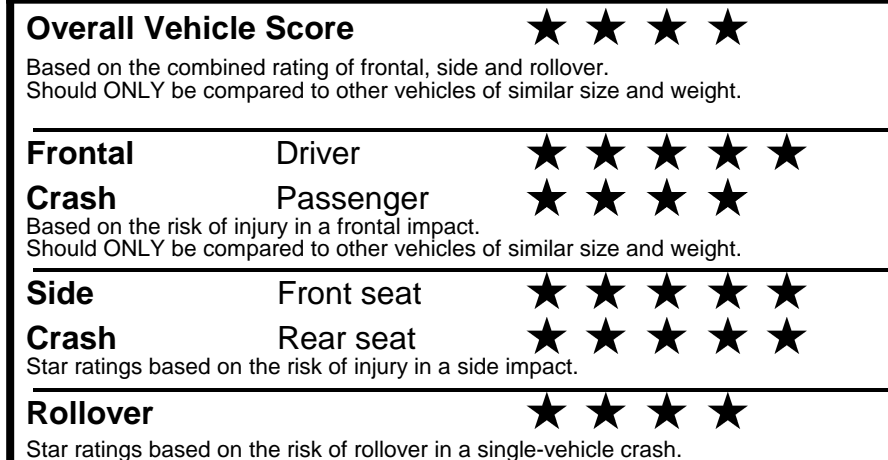 Overall Vehicle Score ★ ★ ★ ★
Based on the combined rating of frontal, side and rollover.
Should ONLY be compared to other vehicles of similar size and weight.
Frontal Driver ★ ★ ★ ★ ★
Crash Passenger ★ ★ ★ ★
Based on the risk of injury in a frontal impact.
Should ONLY be compared to other vehicles of similar size and weight.
Side Front seat ★ ★ ★ ★ ★
Crash Rear seat ★ ★ ★ ★ ★
Star ratings based on the risk of injury in a side impact.
Rollover ★ ★ ★ ★
Star ratings based on the risk of rollover in a single-vehicle crash.